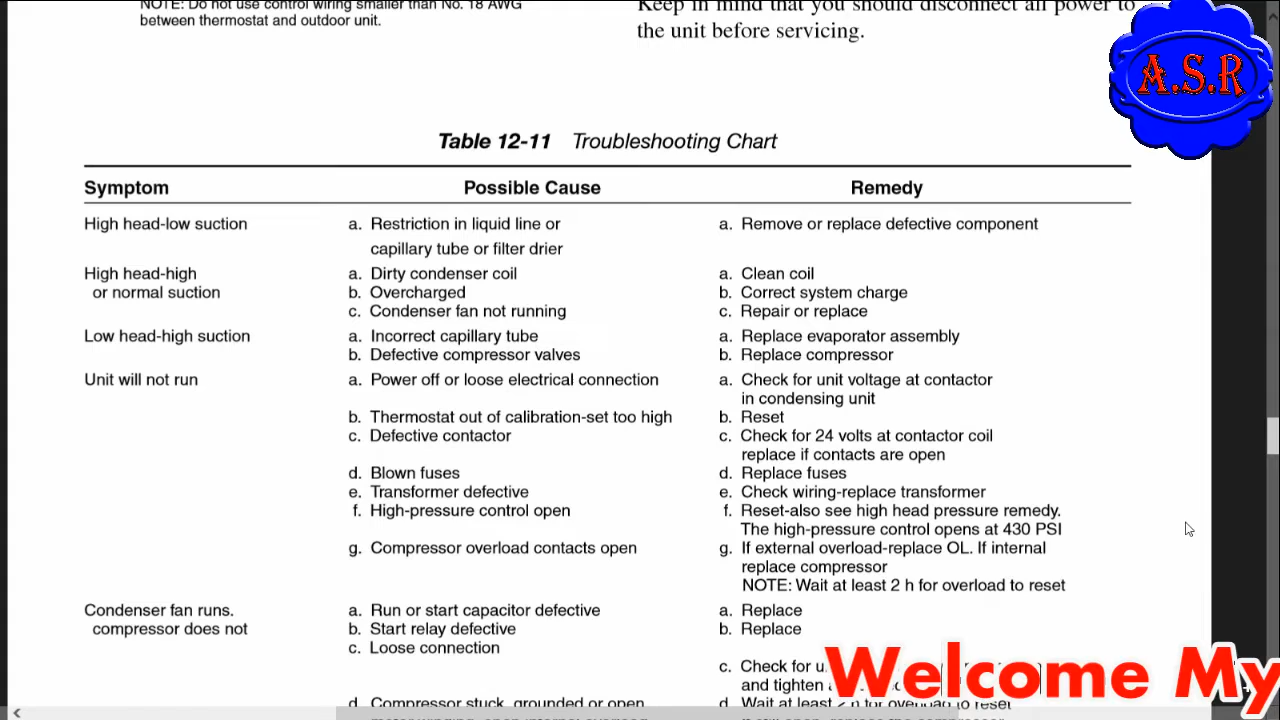 NOTE: Do not use control wiring smaller than No. 18 AWG
between thermostat and outdoor unit.
Keep in mind that you should disconnect all power to
the unit before servicing.
A.S.R
Table 12-11 Troubleshooting Chart
Symptom Possible Cause Remedy
High head-low suction a. Restriction in liquid line or a. Remove or replace defective component
capillary tube or filter drier
High head-high a. Dirty condenser coil a. Clean coil
or normal suction b. Overcharged b. Correct system charge
c. Condenser fan not running c. Repair or replace
Low head-high suction a. Incorrect capillary tube a. Replace evaporator assembly
b. Defective compressor valves b. Replace compressor
Unit will not run a. Power off or loose electrical connection a. Check for unit voltage at contactor
in condensing unit
b. Thermostat out of calibration-set too high b. Reset
c. Defective contactor c. Check for 24 volts at contactor coil
replace if contacts are open
d. Blown fuses d. Replace fuses
e. Transformer defective e. Check wiring-replace transformer
f. High-pressure control open f. Reset-also see high head pressure remedy.
The high-pressure control opens at 430 PSI
g. Compressor overload contacts open g. If external overload-replace OL. If internal
replace compressor
NOTE: Wait at least 2 h for overload to reset
Condenser fan runs. a. Run or start capacitor defective a. Replace
compressor does not b. Start relay defective b. Replace
c. Loose connection
c. Check for
and tighten
d. Compressor stuck, grounded or open d. Wait at least 2 h for overload to reset
Welcome My